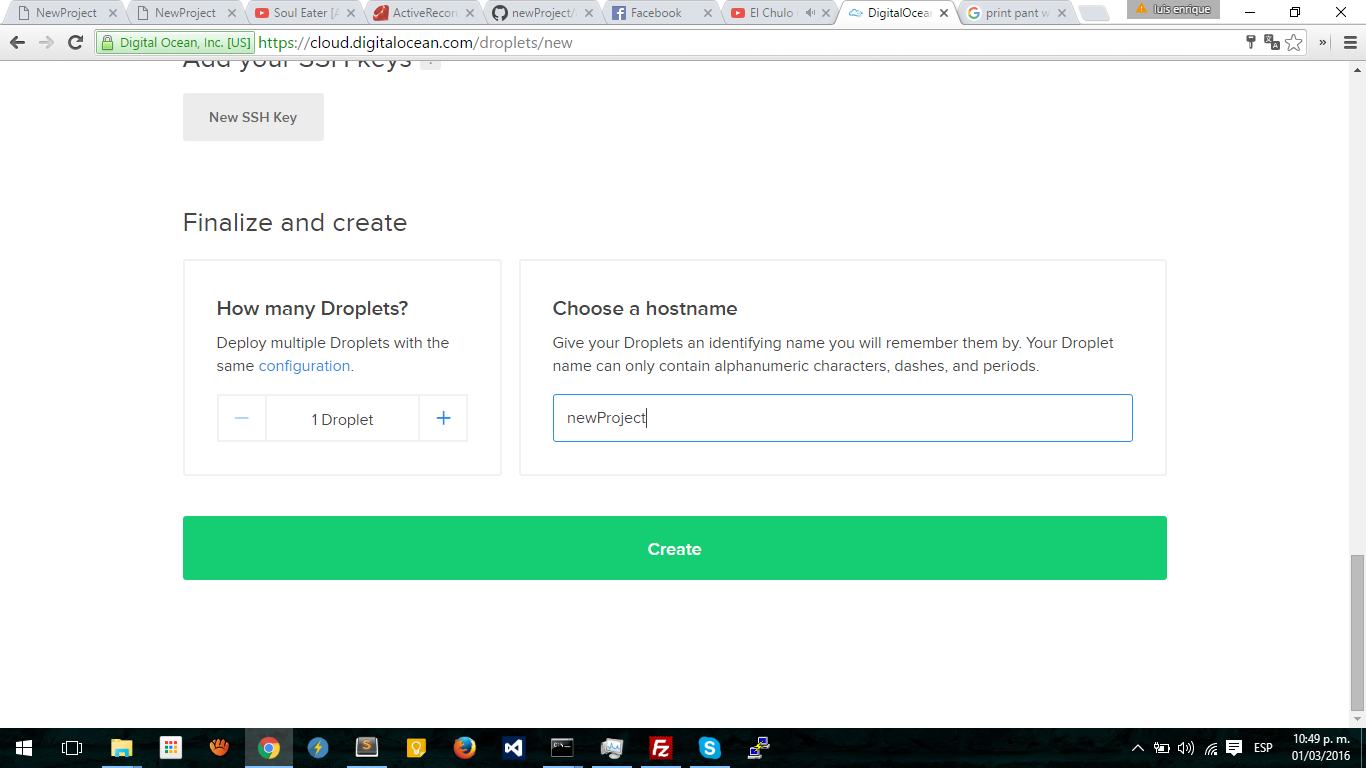 NewProject
NewProject
Soul Eater [A
ActiveRecor
newProject/
Facebook
El Chulo
DigitalOcea
print pant w
luis enrique
Digital Ocean, Inc. [US]
https://cloud.digitalocean.com/droplets/new
Add your SSH keys
New SSH Key
Finalize and create
How many Droplets?
Deploy multiple Droplets with the
same configuration.
1 Droplet
Choose a hostname
Give your Droplets an identifying name you will remember them by. Your Droplet
name can only contain alphanumeric characters, dashes, and periods.
newProject
Create
ESP
10:49 p. m.
01/03/2016